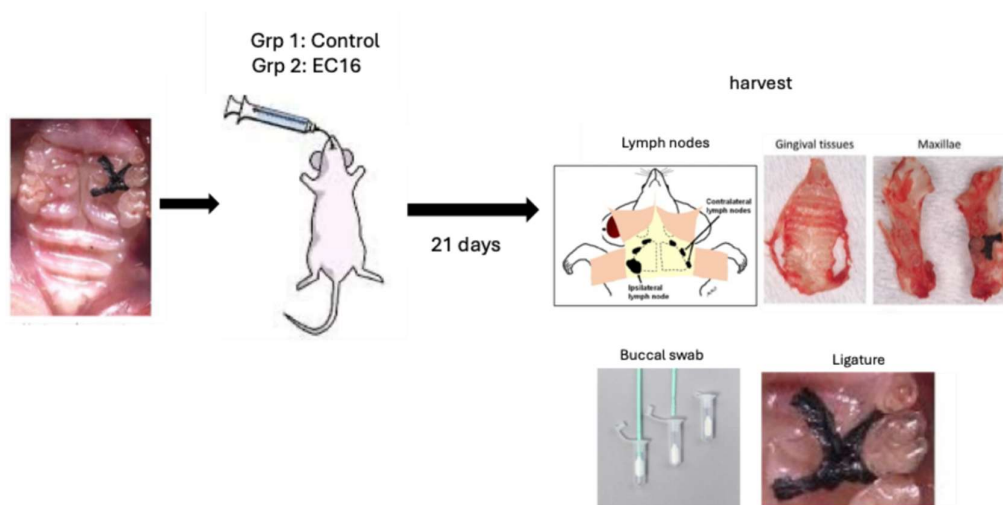 Grp 1: Control
Grp 2: EC16
harvest
Lymph nodes
Gingival tissues
Maxillae
Contralateral
lymph nodes
Ipsilateral
lymph node
21 days
Buccal swab
Ligature